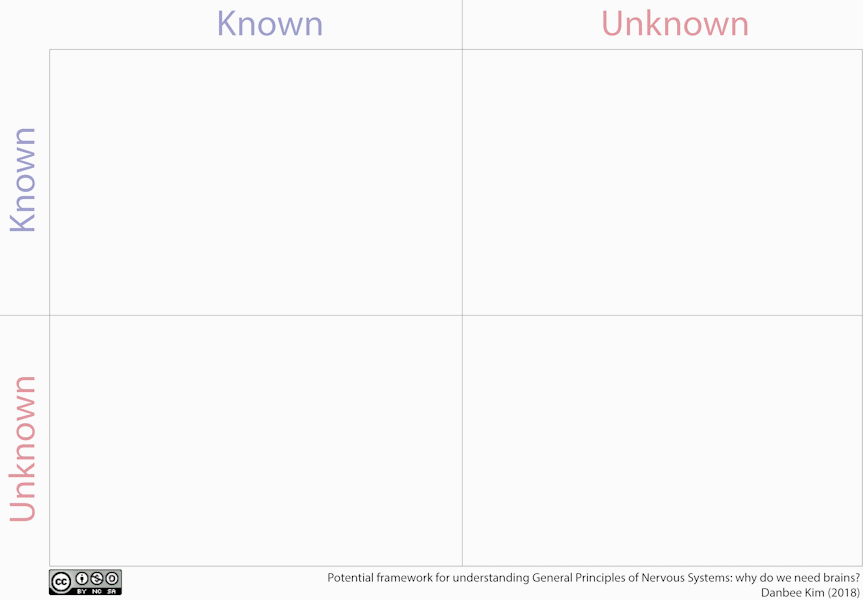 Known
Unknown
Known
Unknown
cc
BY NC SA
Potential framework for understanding General Principles of Nervous Systems: why do we need brains?
Danbee Kim (2018)